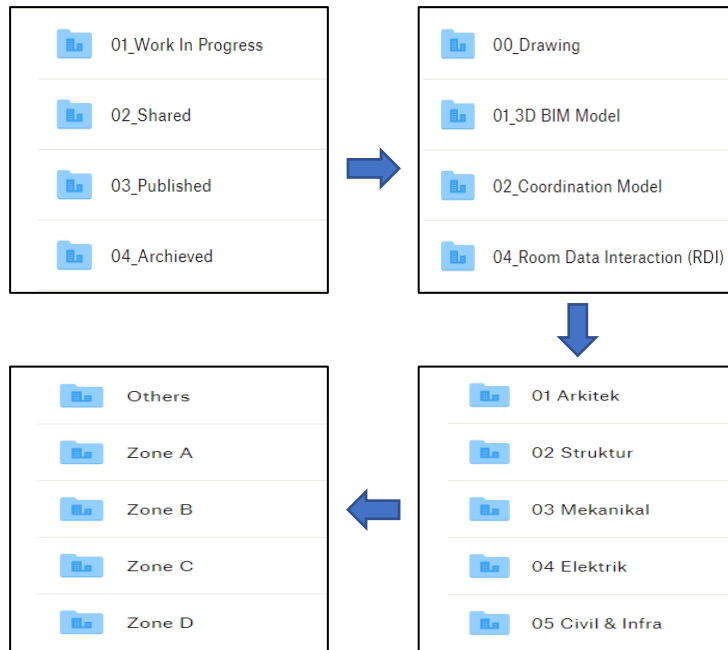 01_Work In Progress
02_Shared
03_Published
04_Archieved
00_Drawing
01_3D BIM Model
02_Coordination Model
04_Room Data Interaction (RDI)
01 Arkitek
02 Struktur
03 Mekanikal
04 Elektrik
05 Civil & Infra
Others
Zone A
Zone B
Zone C
Zone D